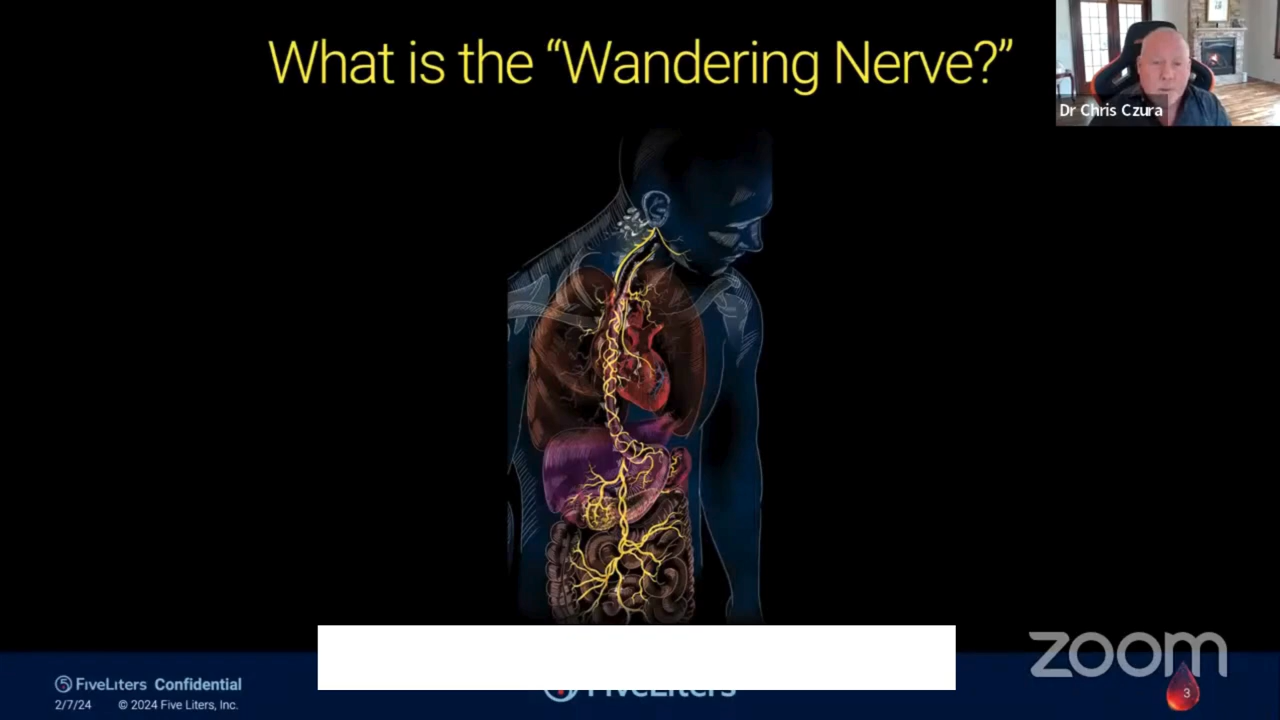 What is the “Wandering Nerve?”
Dr Chris Czura
FiveLiters Confidential
2/7/24 © 2024 Five Liters, Inc.
FiveLiters
zoom
3